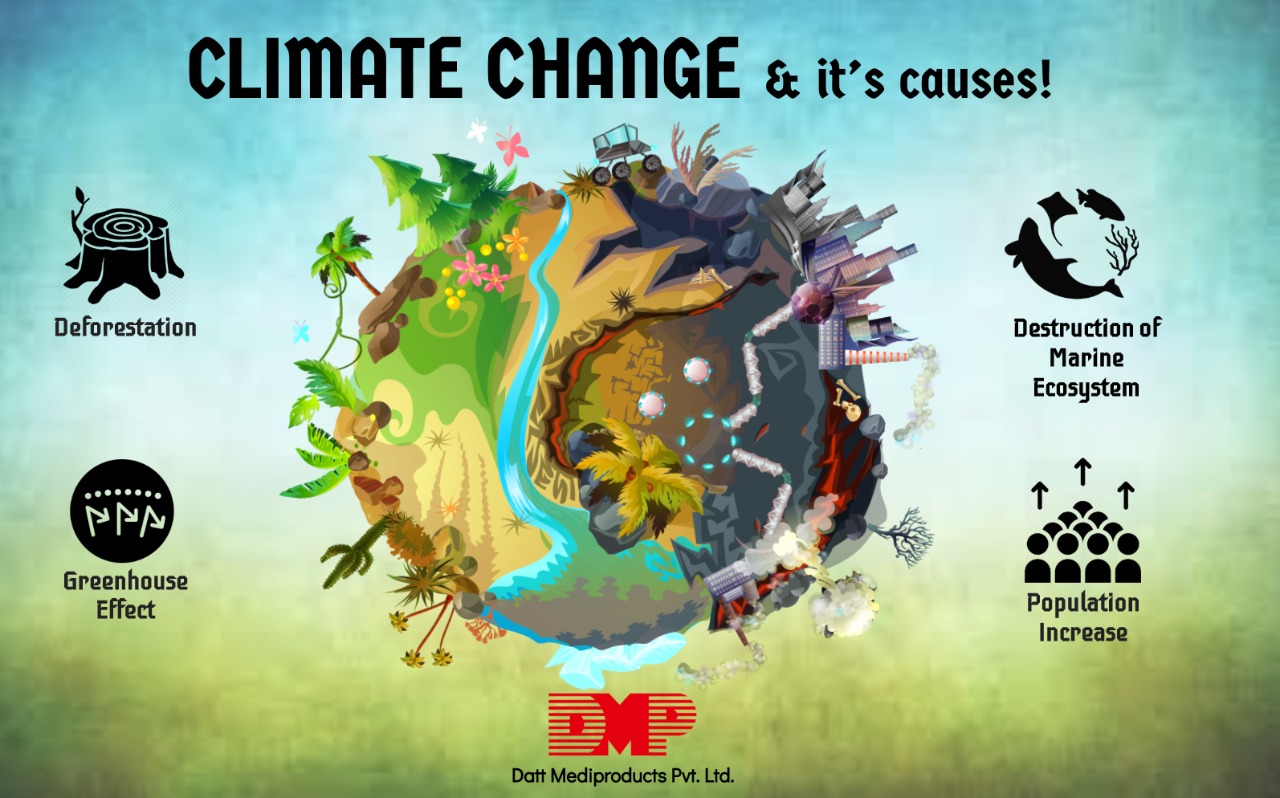 CLIMATE CHANGE & it's causes!
Deforestation
Destruction of
Marine
Ecosystem
Greenhouse
Effect
Population
Increase
DMP
Datt Mediproducts Pvt. Ltd.